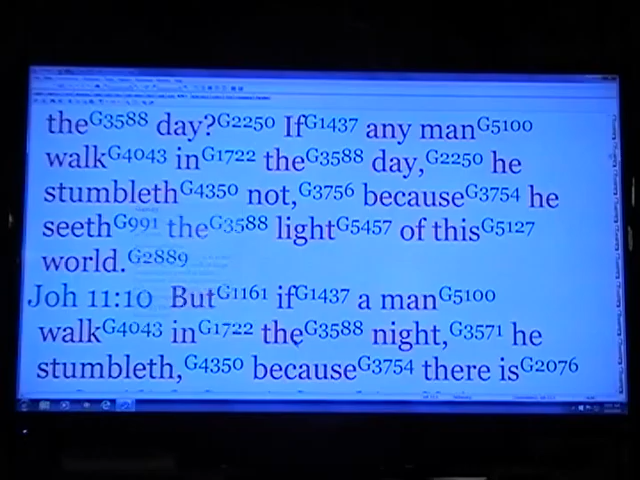 the G3588 day? G2250 If G1437 any man G5100
walk G4043 in G1722 the G3588 day, G2250 he
stumbleth G4350 not, G3756 because G3754 he
seeth G991 the G3588 light G5457 of this G5127
world. G2889
Joh 11:10 But G1161 if G1437 a man G5100
walk G4043 in G1722 the G3588 night, G3571 he
stumbleth, G4350 because G3754 there is G2076